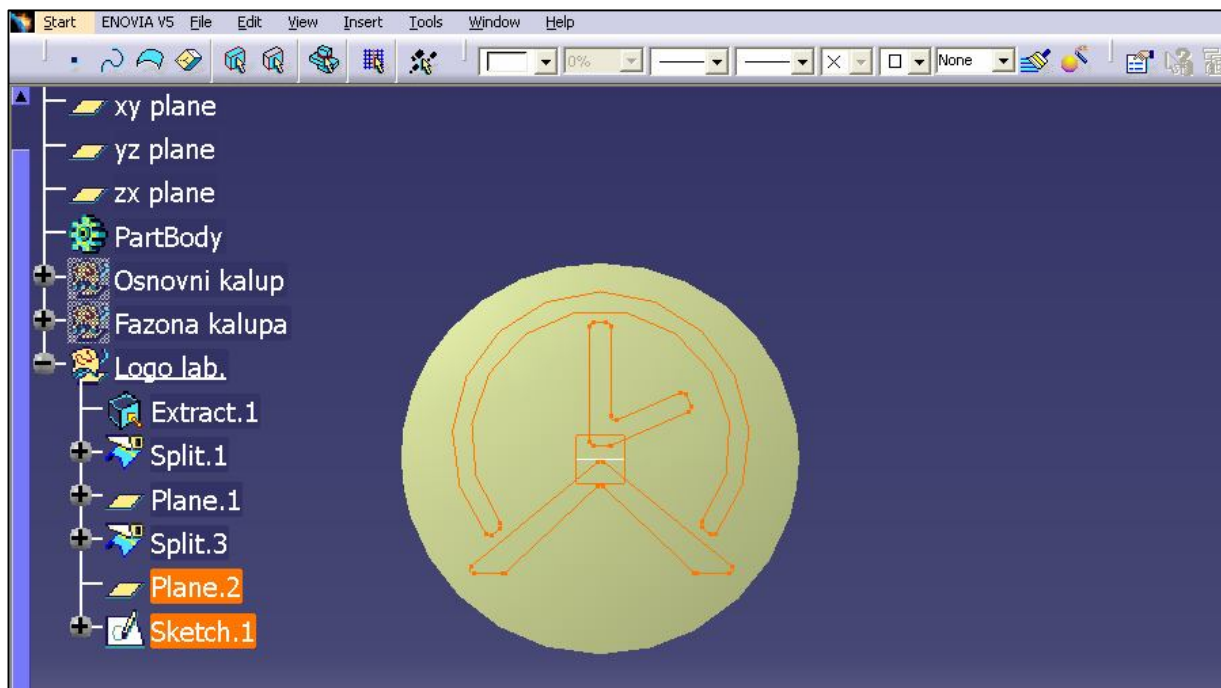 Start ENOVIA V5 File Edit View Insert Tools Window Help
0% None
xy plane
yz plane
zx plane
PartBody
Osnovni kalup
Fazona kalupa
Logo lab.
Extract.1
Split.1
Plane.1
Split.3
Plane.2
Sketch.1